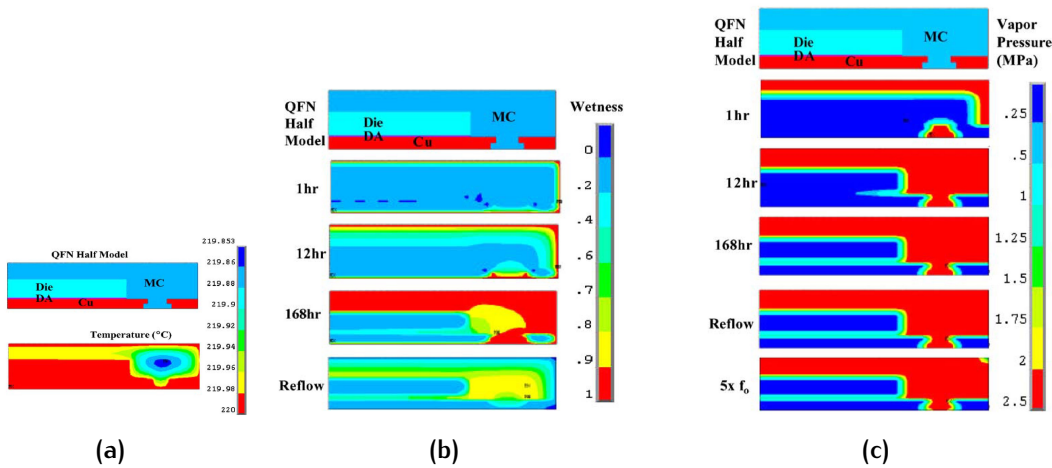 QFN Half Model
MC
Die
DA
Cu
Temperature (°C)
219.853
219.86
219.88
219.9
219.92
219.94
219.96
219.98
220
(a)
QFN
Half
Model
MC
Die
DA
Cu
Wetness
1hr
12hr
168hr
Reflow
0
.2
.4
.6
.7
.8
.9
1
(b)
QFN
Half
Model
MC
Die
DA
Cu
Vapor
Pressure
(MPa)
1hr
12hr
168hr
Reflow
5x fo
.25
.5
1
1.25
1.5
1.75
2
2.5
(c)